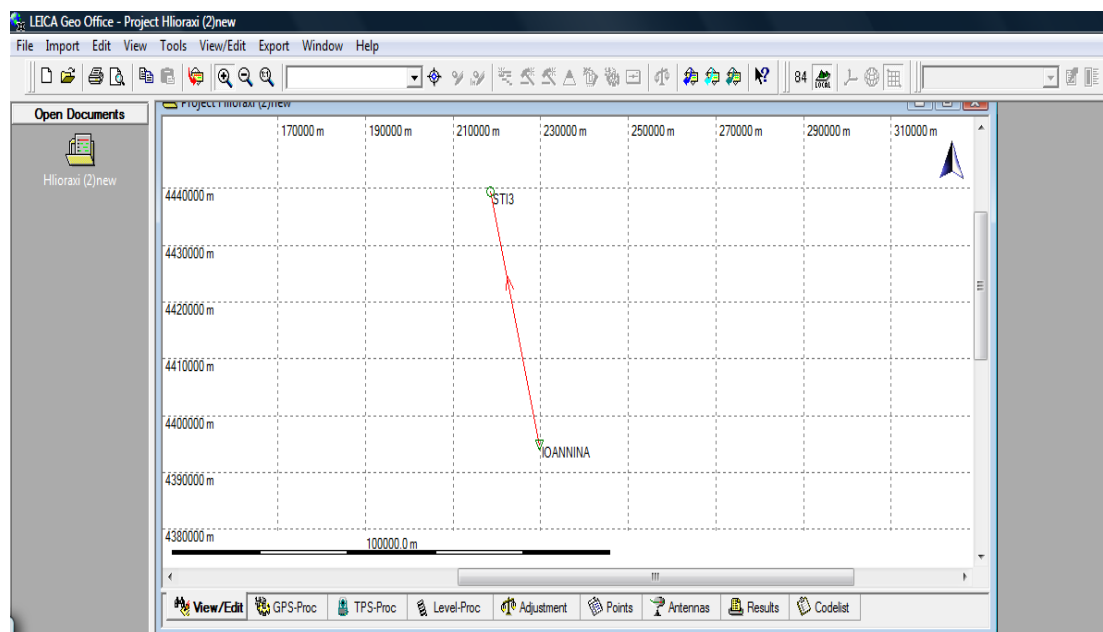 LEICA Geo Office - Project Hlioraxi (2)new
File Import Edit View Tools View/Edit Export Window Help
84 LOCAL
Open Documents
Hlioraxi (2)new
Project Hlioraxi (2)new
170000 m 190000 m 210000 m 230000 m 250000 m 270000 m 290000 m 310000 m
4440000 m
STI3
4430000 m
4420000 m
4410000 m
4400000 m
IOANNINA
4390000 m
4380000 m
100000.0 m
View/Edit GPS-Proc TPS-Proc Level-Proc Adjustment Points Antennas Results Codelist